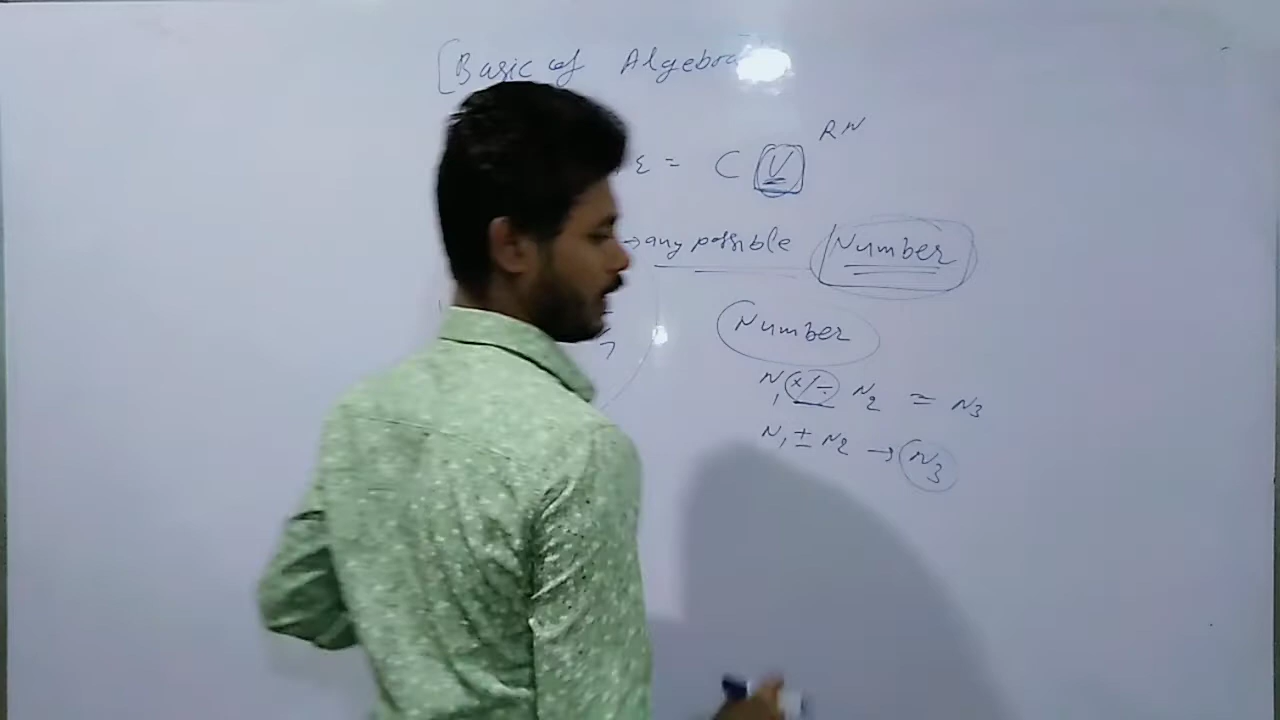 [Basic of Algebra
RN
ε = C V
→ any possible Number
Number
N₁ ×/÷ N₂ = N₃
N₁ ± N₂ → N₃